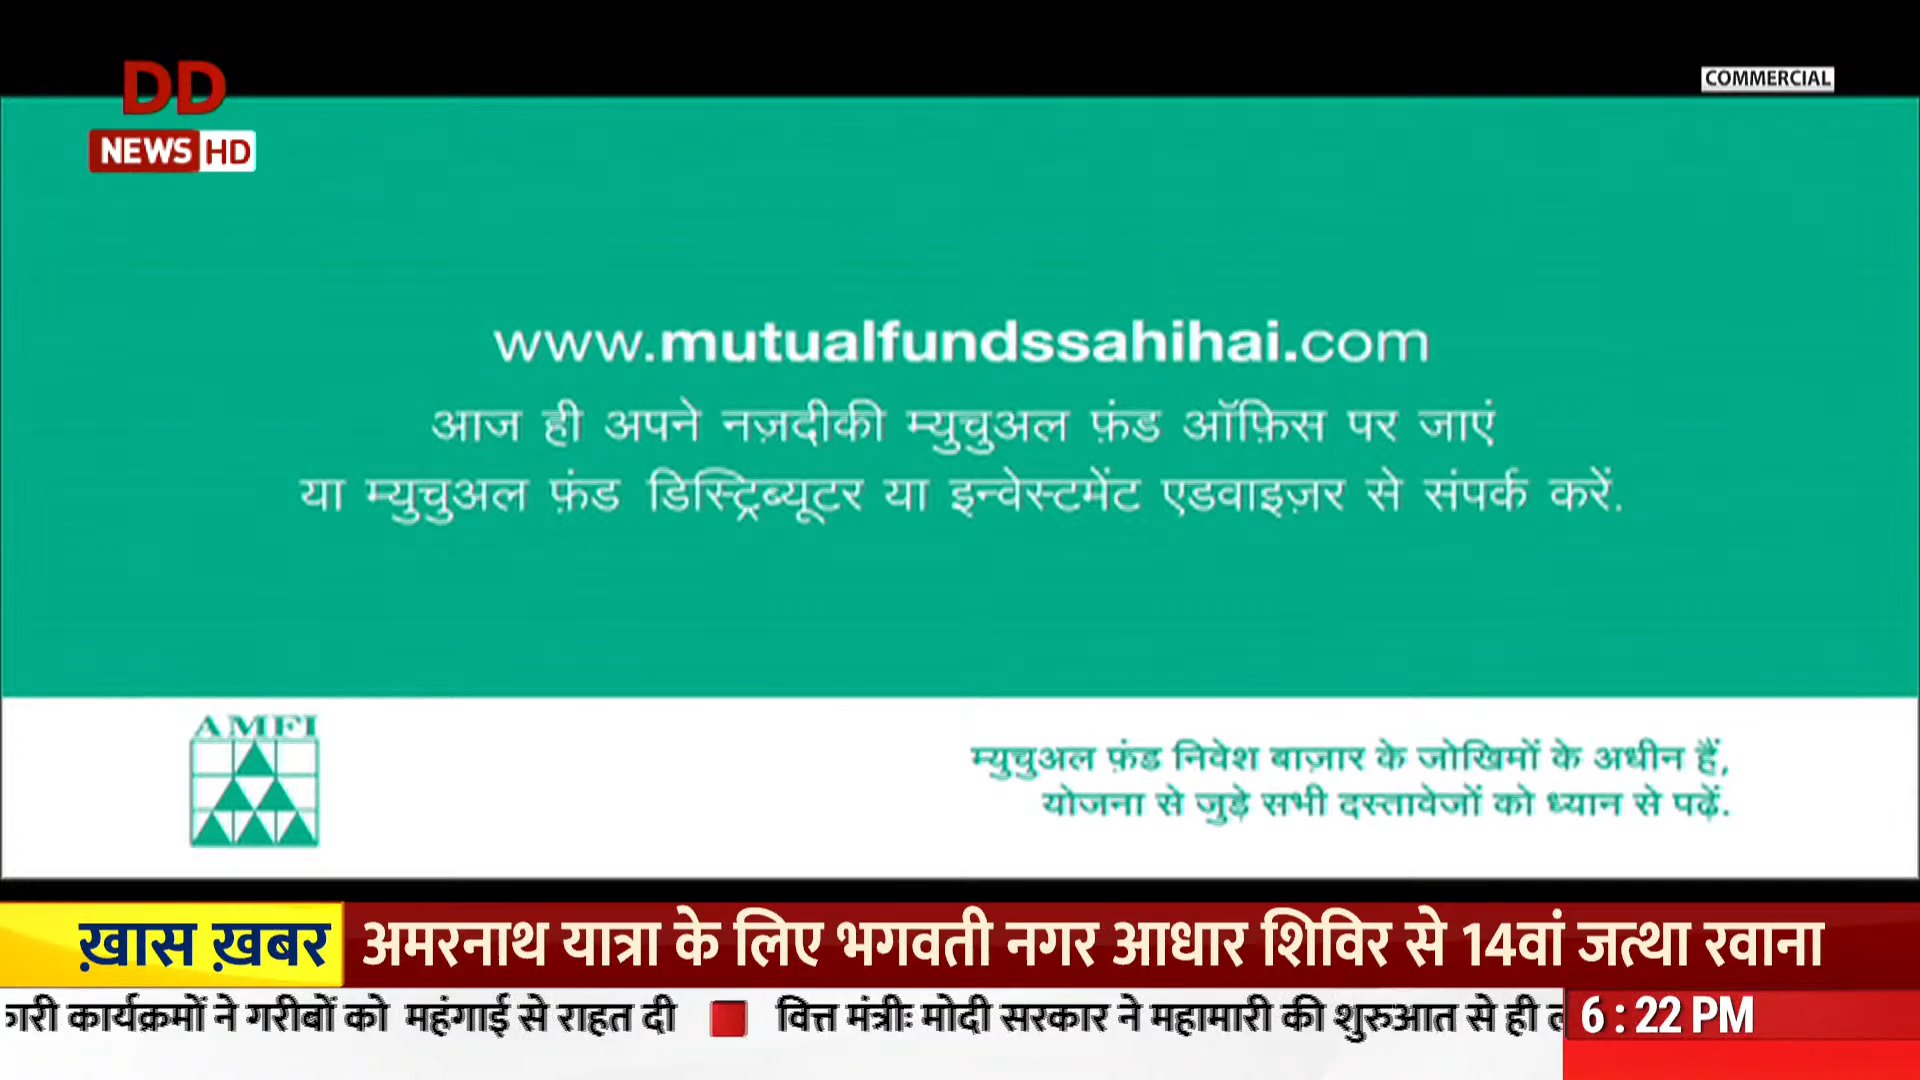 DD
NEWS HD
COMMERCIAL
www.mutualfundssahihai.com
आज ही अपने नज़दीकी म्युचुअल फ़ंड ऑफ़िस पर जाएं
या म्युचुअल फ़ंड डिस्ट्रिब्यूटर या इन्वेस्टमेंट एडवाइज़र से संपर्क करें.
AMFI
म्युचुअल फ़ंड निवेश बाज़ार के जोखिमों के अधीन हैं,
योजना से जुड़े सभी दस्तावेजों को ध्यान से पढ़ें.
ख़ास ख़बर
अमरनाथ यात्रा के लिए भगवती नगर आधार शिविर से 14वां जत्था रवाना
कार्यक्रमों ने गरीबों को महंगाई से राहत दी
वित्त मंत्रीः मोदी सरकार ने महामारी की शुरुआत से ही
6 : 22 PM